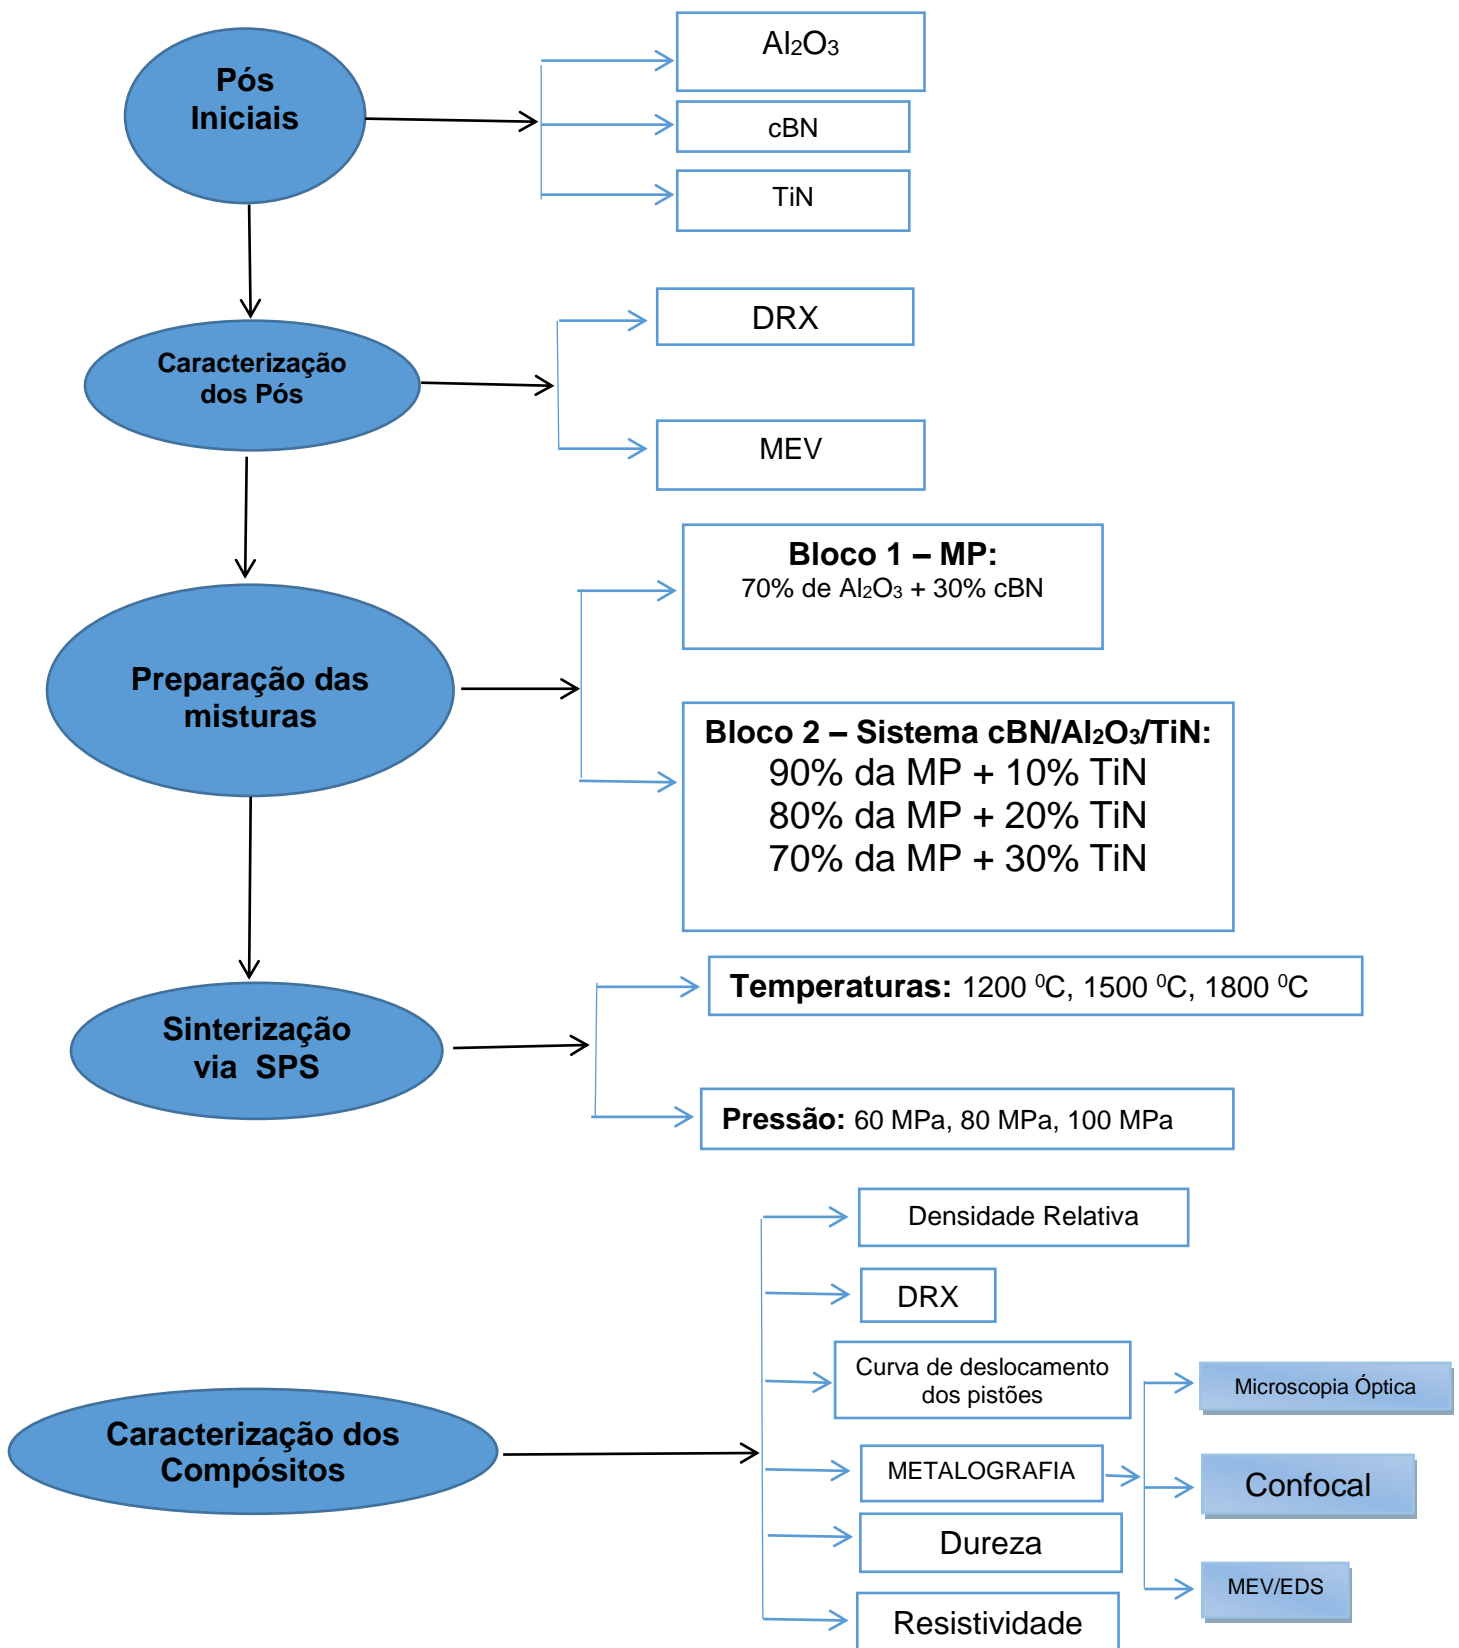 Pós
Iniciais
Al₂O₃
cBN
TiN
Caracterização
dos Pós
DRX
MEV
Preparação das
misturas
Bloco 1 – MP:
70% de Al₂O₃ + 30% cBN
Bloco 2 – Sistema cBN/Al₂O₃/TiN:
90% da MP + 10% TiN
80% da MP + 20% TiN
70% da MP + 30% TiN
Sinterização
via SPS
Temperaturas: 1200 ⁰C, 1500 ⁰C, 1800 ⁰C
Pressão: 60 MPa, 80 MPa, 100 MPa
Caracterização dos
Compósitos
Densidade Relativa
DRX
Curva de deslocamento
dos pistões
METALOGRAFIA
Dureza
Resistividade
Microscopia Óptica
Confocal
MEV/EDS